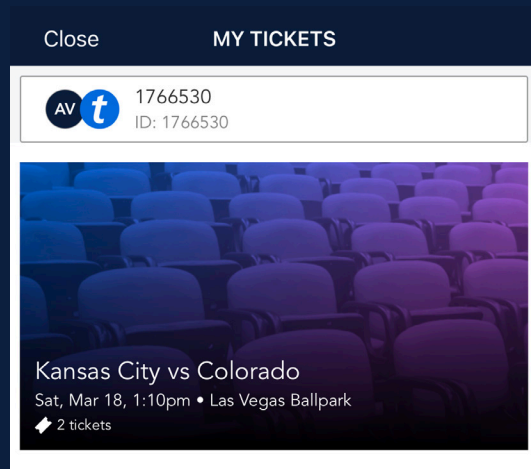 Close MY TICKETS
AV t 1766530
ID: 1766530
Kansas City vs Colorado
Sat, Mar 18, 1:10pm • Las Vegas Ballpark
2 tickets